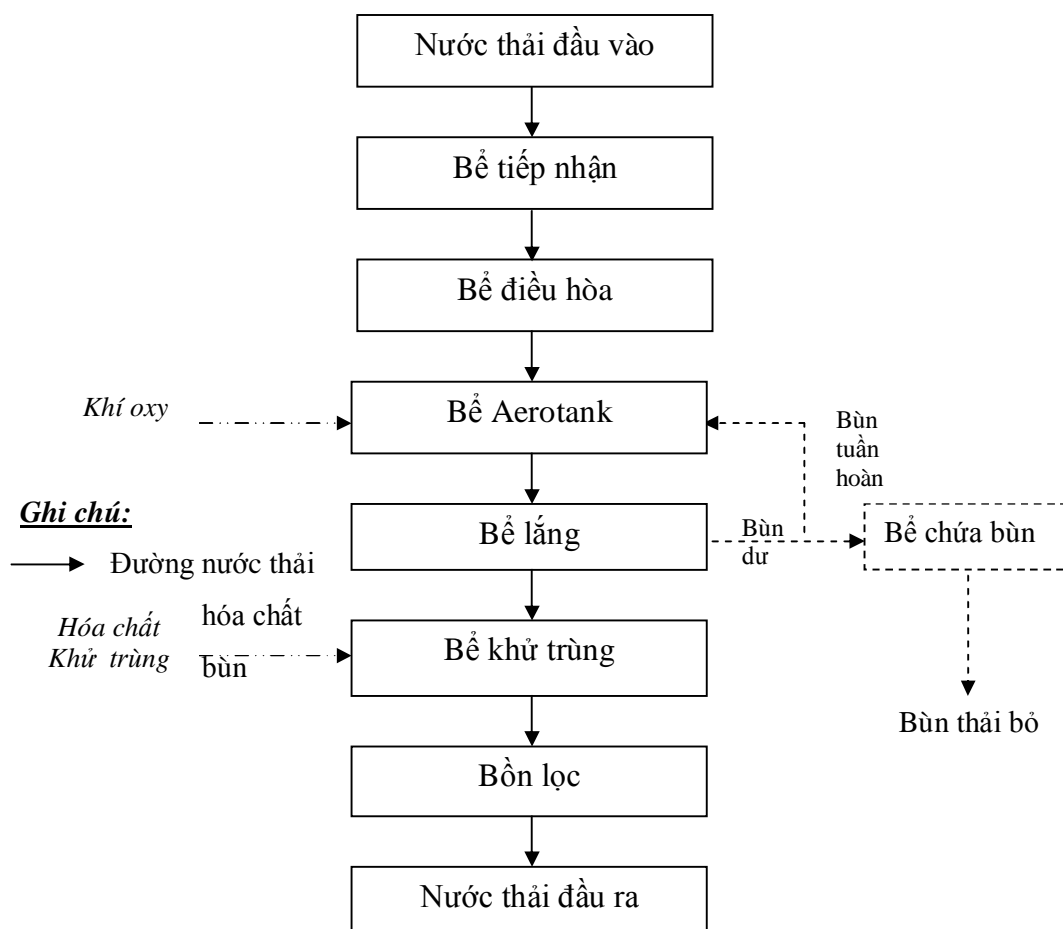 Nước thải đầu vào
Bể tiếp nhận
Bể điều hòa
Khí oxy
Bể Aerotank
Bùn
tuần
hoàn
Ghi chú:
Bể lắng
Bùn
dư
Bể chứa bùn
Đường nước thải
Hóa chất
Khử trùng
hóa chất
bùn
Bể khử trùng
Bùn thải bỏ
Bồn lọc
Nước thải đầu ra